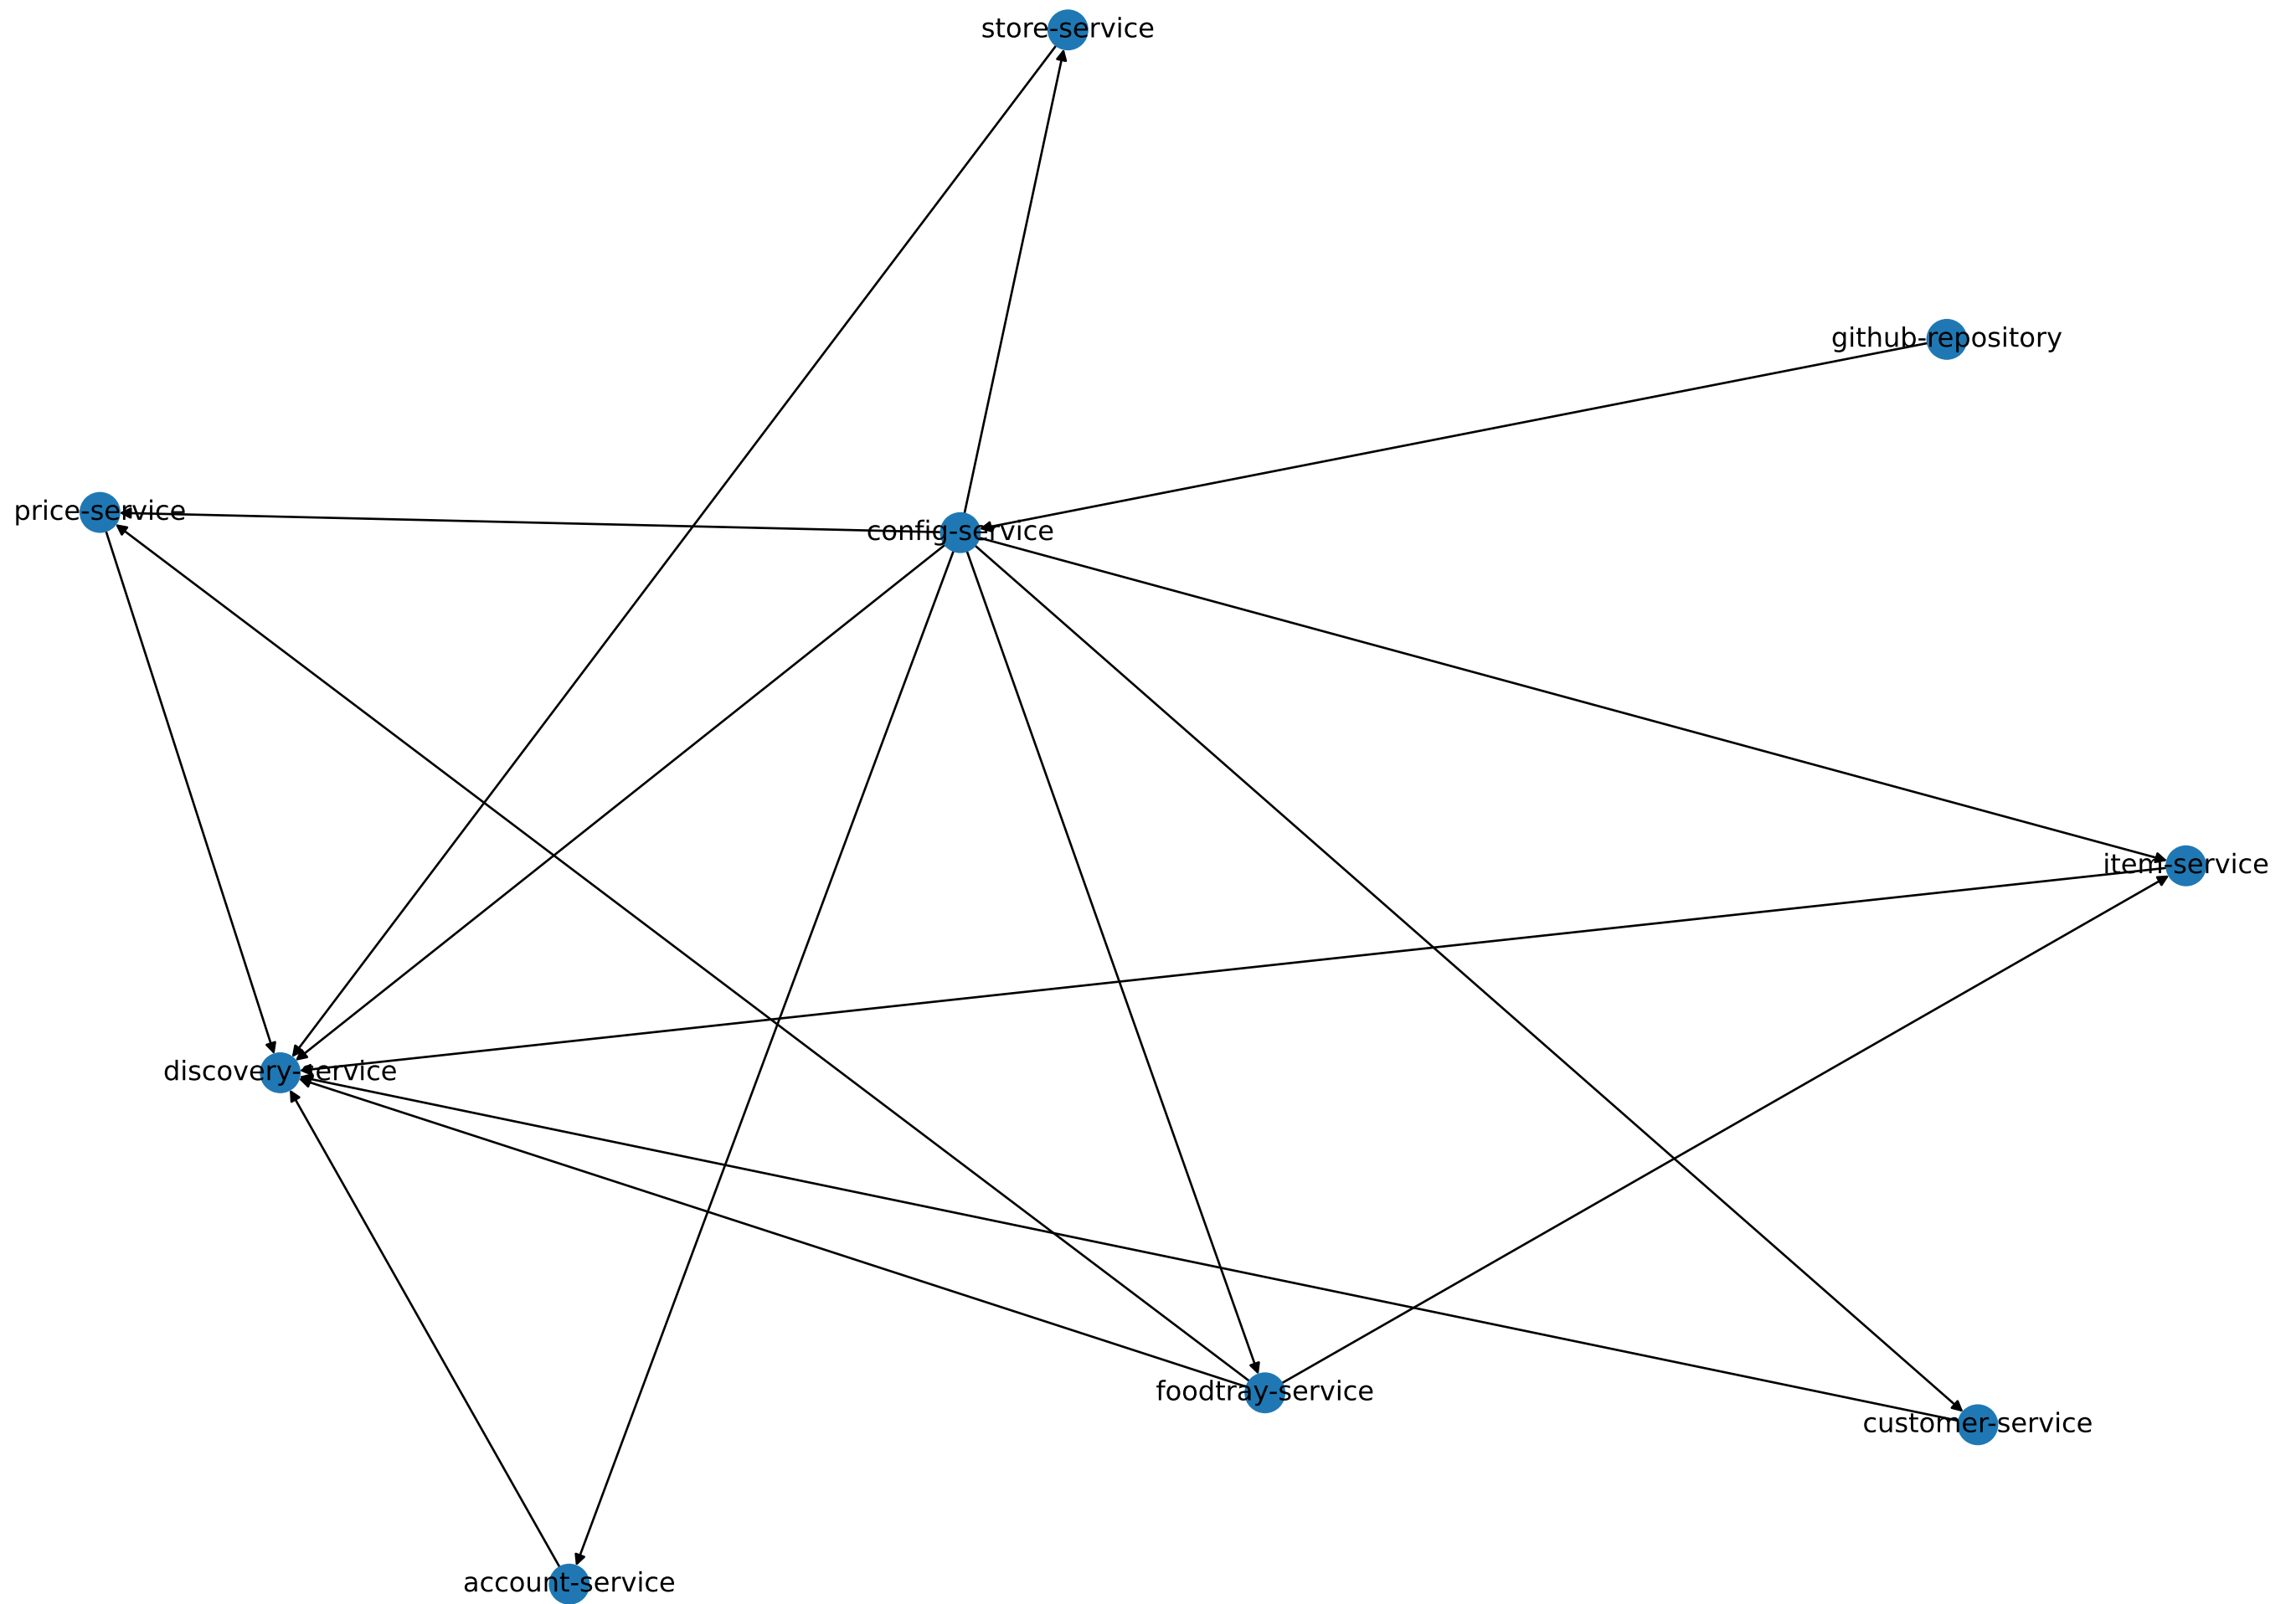 store-service
github-repository
price-service
config-service
item-service
discovery-service
foodtray-service
customer-service
account-service